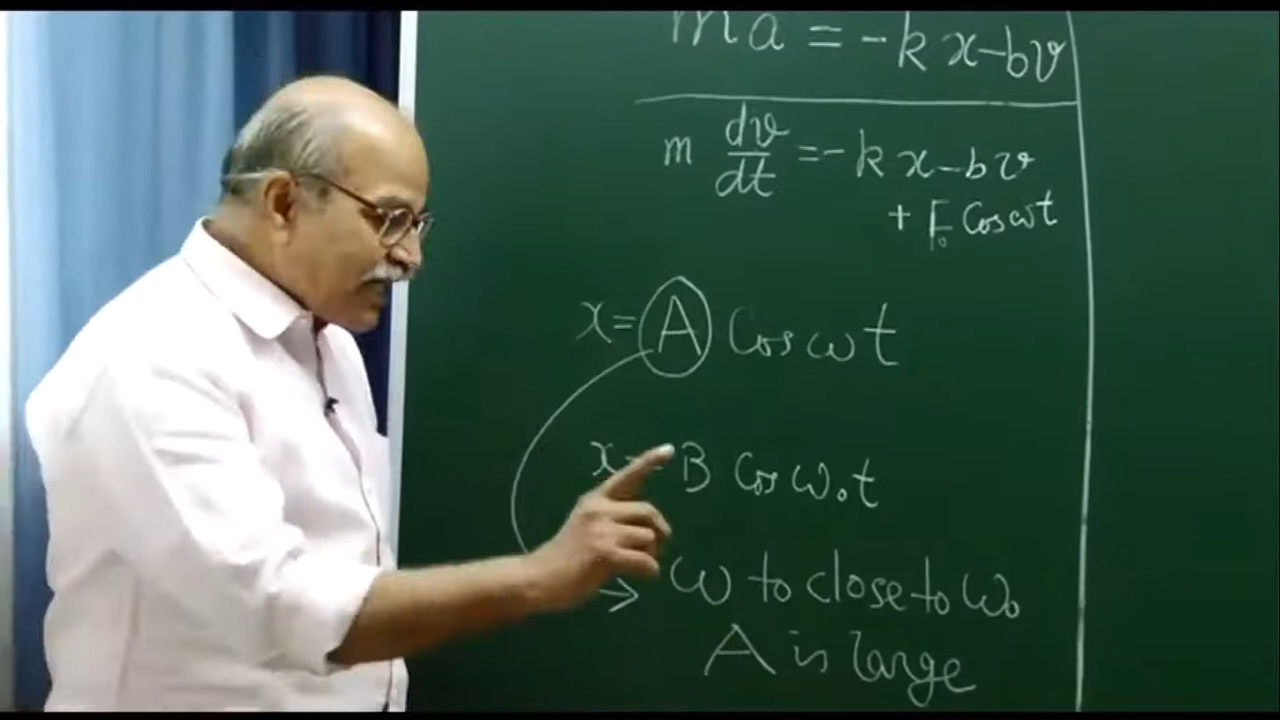 ma = -kx-bv
m dv/dt = -kx-bv
+ F₀ Cos ωt
x = A Cos ωt
x = B Cos ω₀t
→ ω to close to ω₀
A is large